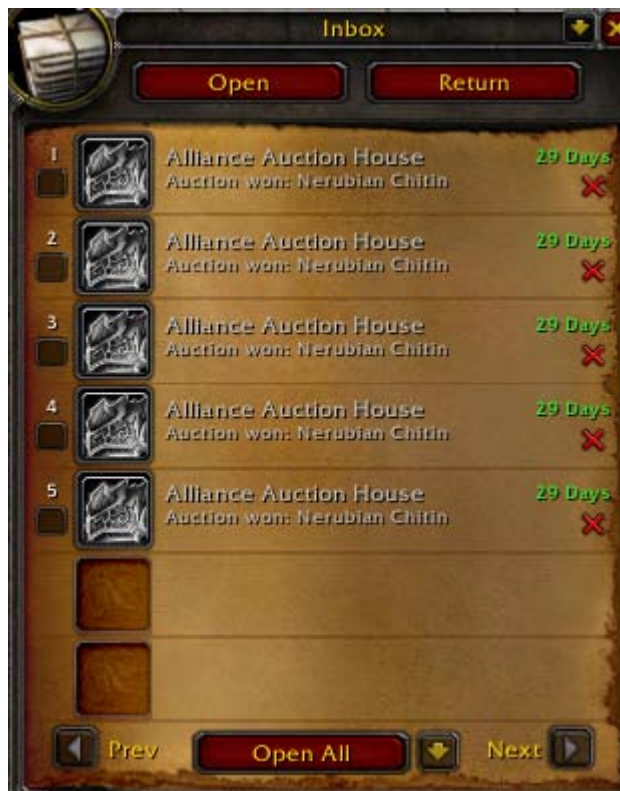 Inbox
Open Return
1 Alliance Auction House 29 Days
Auction won: Nerubian Chitin
2 Alliance Auction House 29 Days
Auction won: Nerubian Chitin
3 Alliance Auction House 29 Days
Auction won: Nerubian Chitin
4 Alliance Auction House 29 Days
Auction won: Nerubian Chitin
5 Alliance Auction House 29 Days
Auction won: Nerubian Chitin
Prev Open All Next